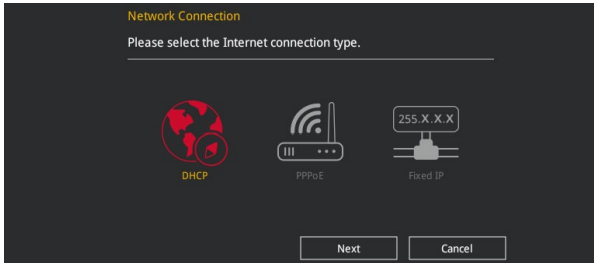 Network Connection
Please select the Internet connection type.
255.X.X.X
DHCP
PPPoE
Fixed IP
Next
Cancel